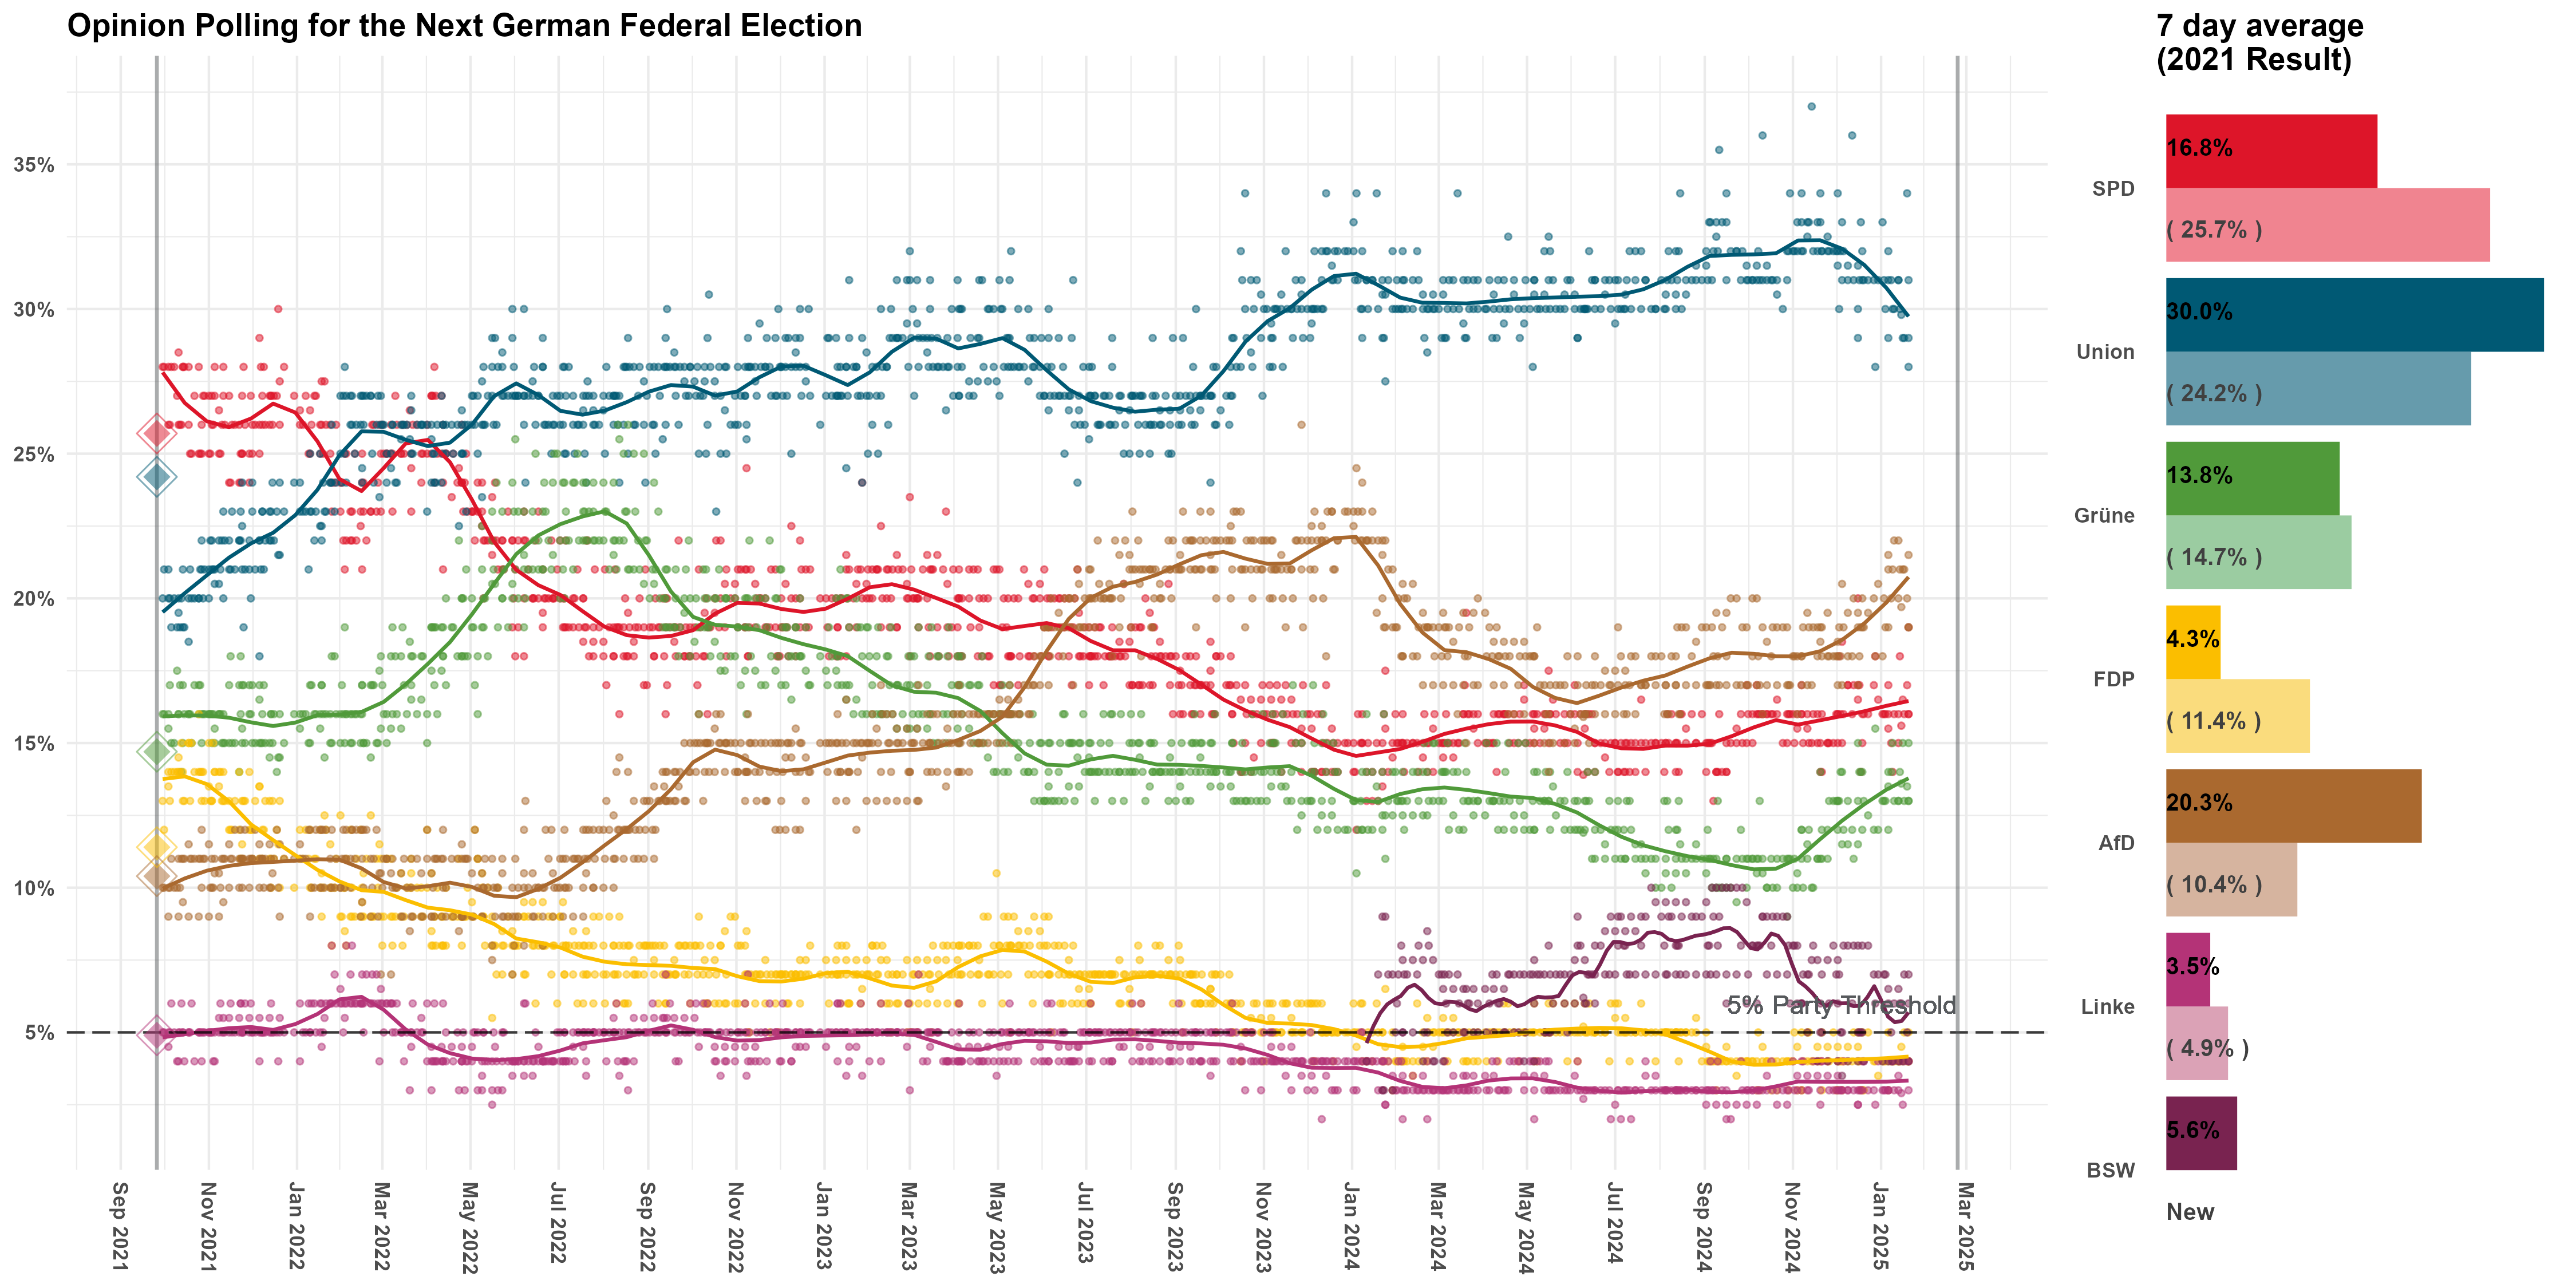 Opinion Polling for the Next German Federal Election
7 day average
(2021 Result)
35%
30%
25%
20%
15%
10%
5%
5% Party Threshold
Sep 2021
Nov 2021
Jan 2022
Mar 2022
May 2022
Jul 2022
Sep 2022
Nov 2022
Jan 2023
Mar 2023
May 2023
Jul 2023
Sep 2023
Nov 2023
Jan 2024
Mar 2024
May 2024
Jul 2024
Sep 2024
Nov 2024
Jan 2025
Mar 2025
SPD
16.8%
( 25.7% )
Union
30.0%
( 24.2% )
Grüne
13.8%
( 14.7% )
FDP
4.3%
( 11.4% )
AfD
20.3%
( 10.4% )
Linke
3.5%
( 4.9% )
BSW
5.6%
New